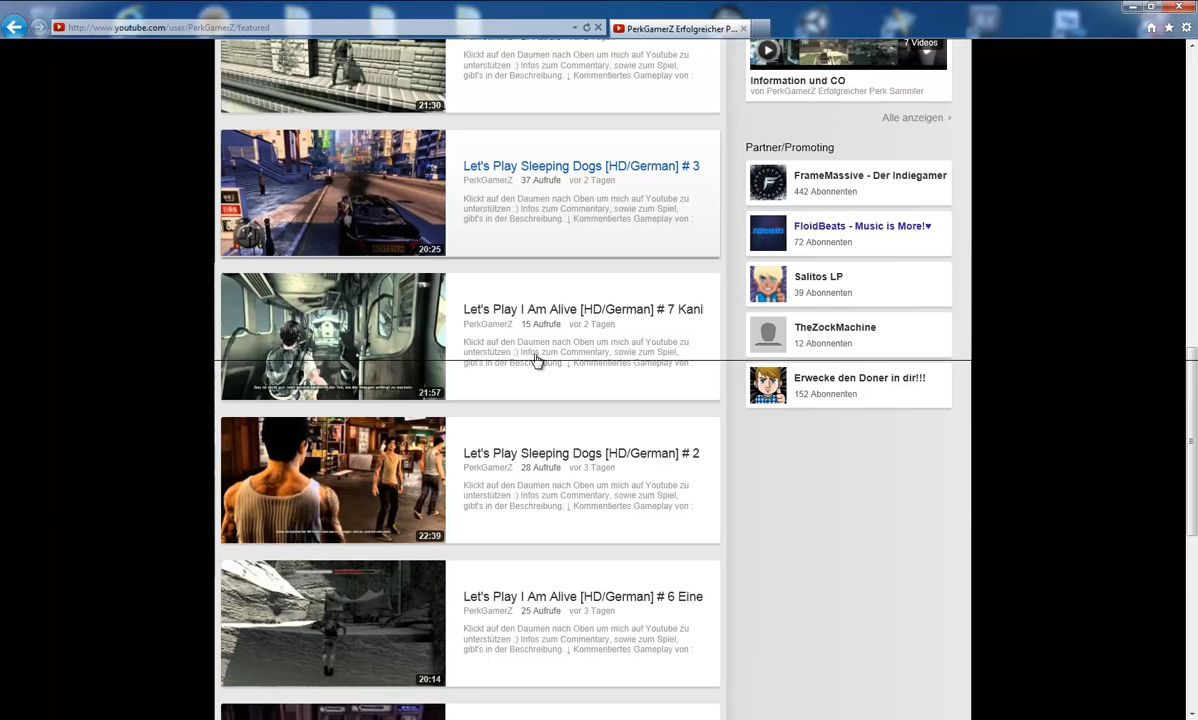 http://www.youtube.com/user/PerkGamerZ/featured
PerkGamerZ Erfolgreicher P...
Klickt auf den Daumen nach Oben um mich auf Youtube zu
unterstützen :) Infos zum Commentary, sowie zum Spiel,
gibt's in der Beschreibung. ↓ Kommentiertes Gameplay von :
21:30
Let's Play Sleeping Dogs [HD/German] # 3
PerkGamerZ 37 Aufrufe vor 2 Tagen
Klickt auf den Daumen nach Oben um mich auf Youtube zu
unterstützen :) Infos zum Commentary, sowie zum Spiel,
gibt's in der Beschreibung. ↓ Kommentiertes Gameplay von :
20:25
Let's Play I Am Alive [HD/German] # 7 Kani
PerkGamerZ 15 Aufrufe vor 2 Tagen
Klickt auf den Daumen nach Oben um mich auf Youtube zu
unterstützen :) Infos zum Commentary, sowie zum Spiel,
gibt's in der Beschreibung. ↓ Kommentiertes Gameplay von :
21:57
Let's Play Sleeping Dogs [HD/German] # 2
PerkGamerZ 28 Aufrufe vor 3 Tagen
Klickt auf den Daumen nach Oben um mich auf Youtube zu
unterstützen :) Infos zum Commentary, sowie zum Spiel,
gibt's in der Beschreibung. ↓ Kommentiertes Gameplay von :
22:39
Let's Play I Am Alive [HD/German] # 6 Eine
PerkGamerZ 25 Aufrufe vor 3 Tagen
Klickt auf den Daumen nach Oben um mich auf Youtube zu
unterstützen :) Infos zum Commentary, sowie zum Spiel,
gibt's in der Beschreibung. ↓ Kommentiertes Gameplay von :
20:14
7 Videos
Information und CO
von PerkGamerZ Erfolgreicher Perk Sammler
Alle anzeigen
Partner/Promoting
FrameMassive - Der Indiegamer
442 Abonnenten
FloidBeats - Music is More!♥
72 Abonnenten
Salitos LP
39 Abonnenten
TheZockMachine
12 Abonnenten
Erwecke den Doner in dir!!!
152 Abonnenten